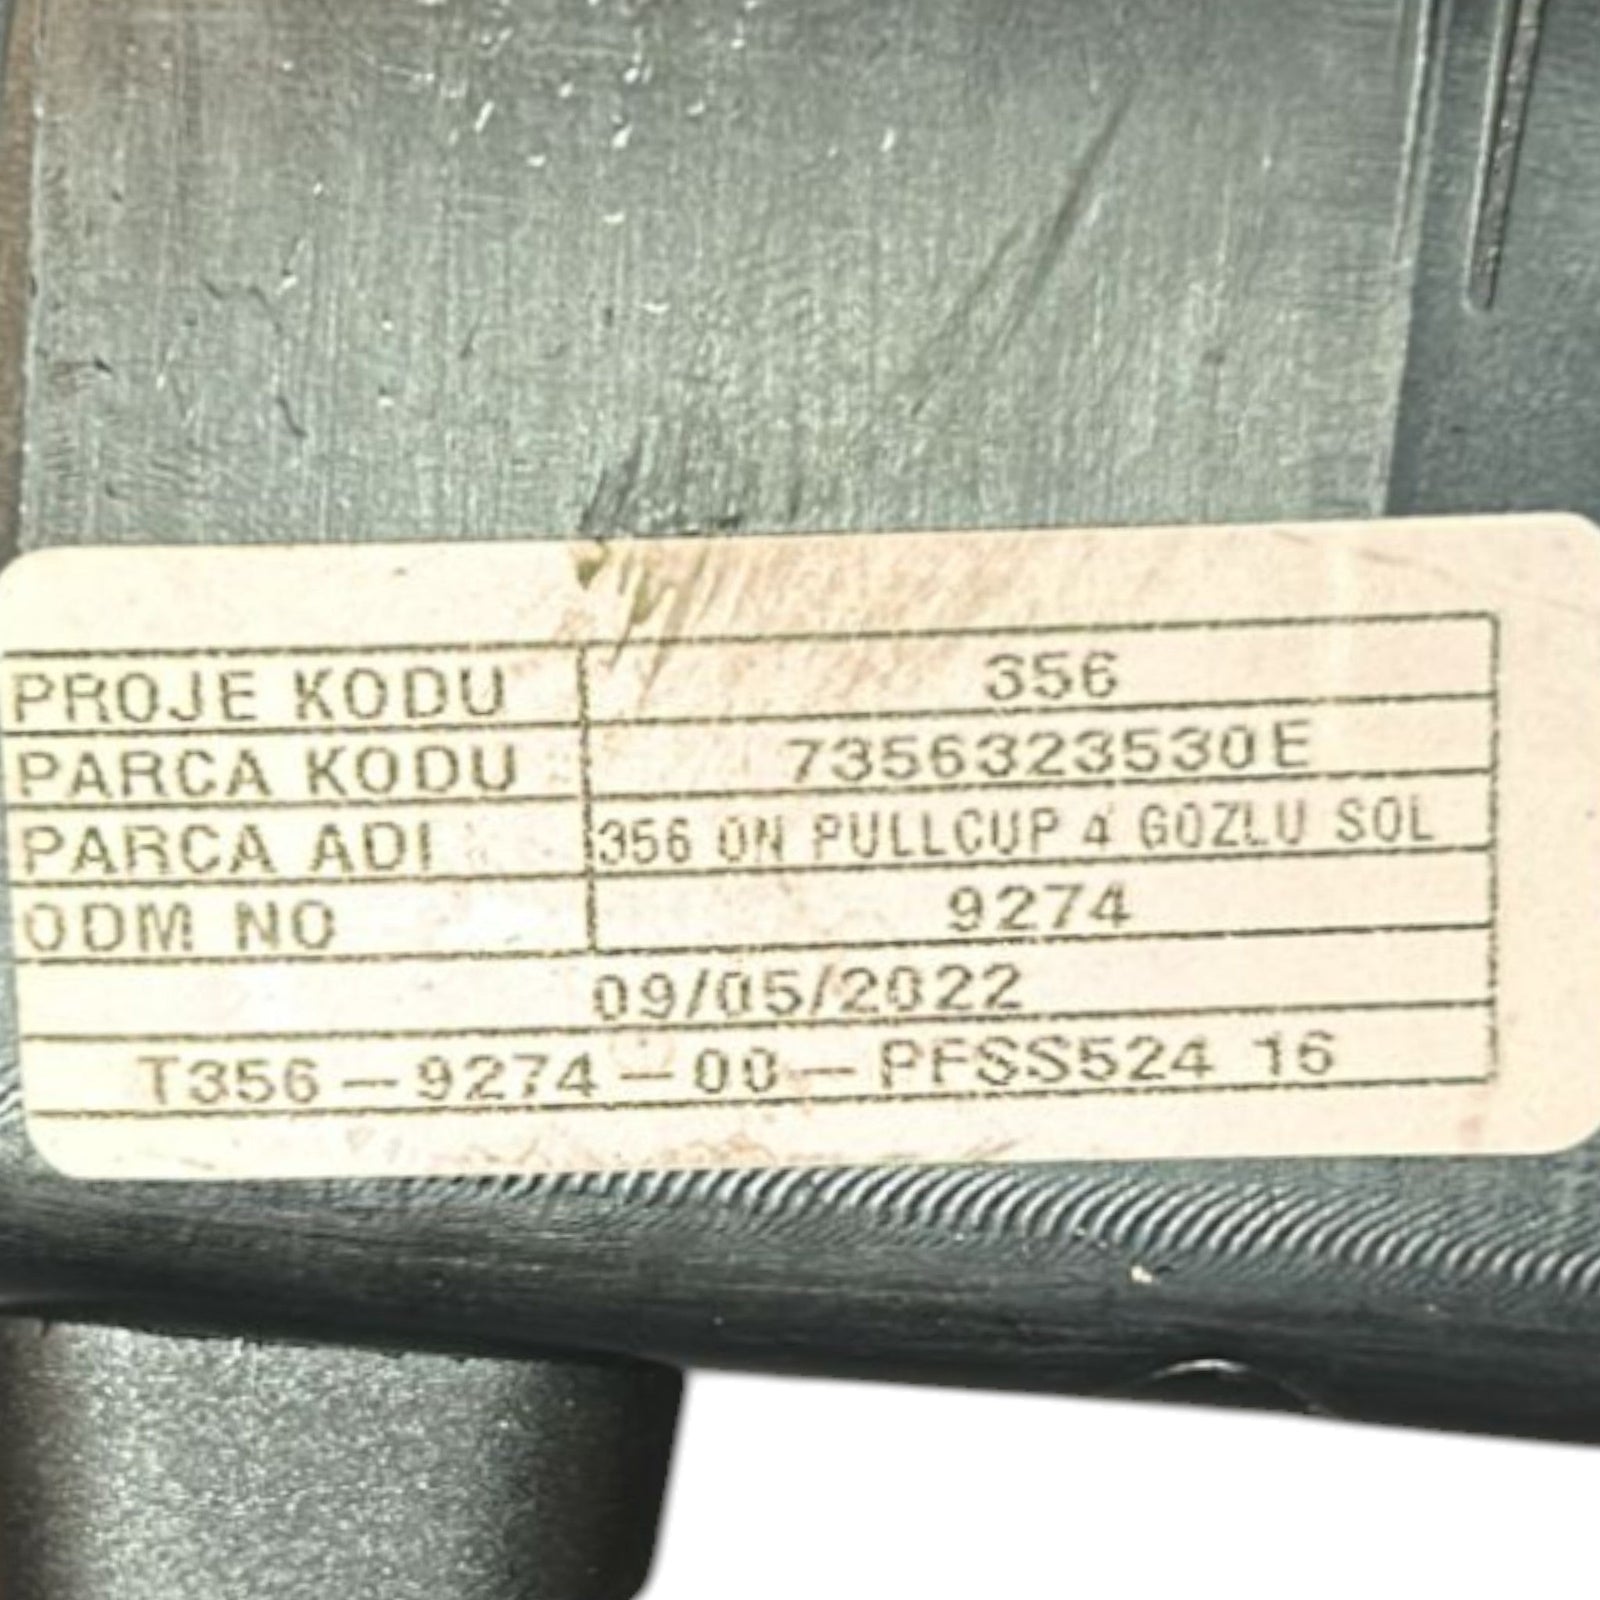 PROJE KODU 356
PARCA KODU 7356323530E
PARCA ADI 356 ON PULLCUP 4 GOZLU SOL
ODM NO 9274
09/05/2022
T356-9274-00-PFSS524 16